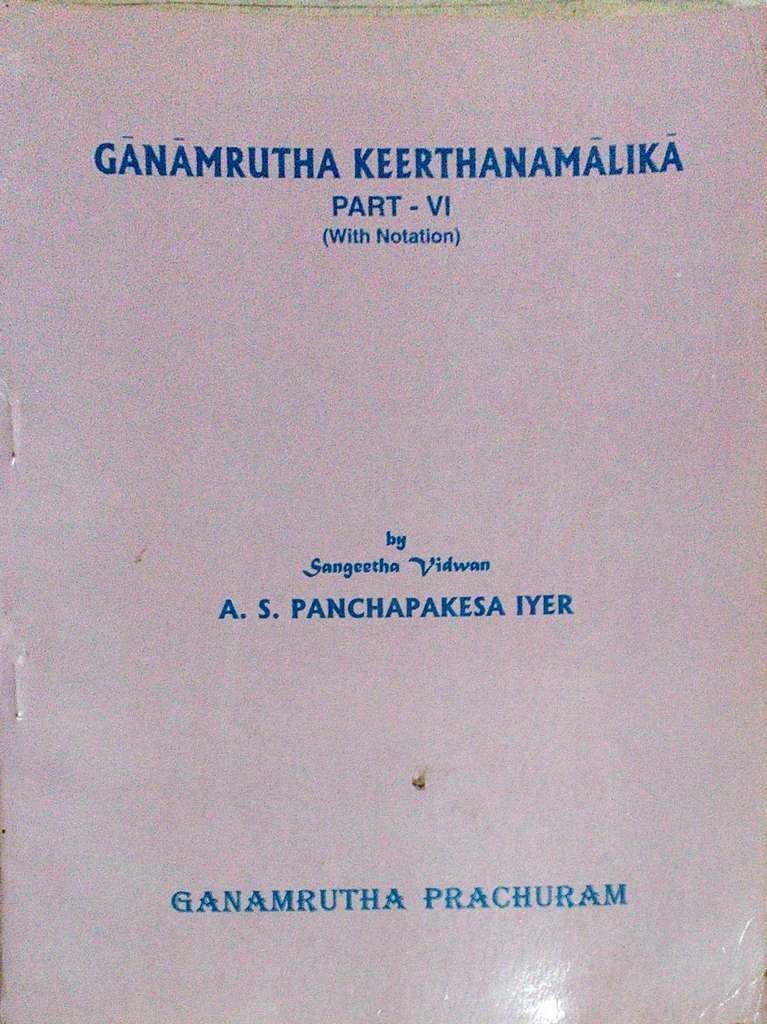 GĀNĀMRUTHA KEERTHANAMĀLIKĀ
PART - VI
(With Notation)
by
Sangeetha Vidwan
A. S. PANCHAPAKESA IYER
GANAMRUTHA PRACHURAM